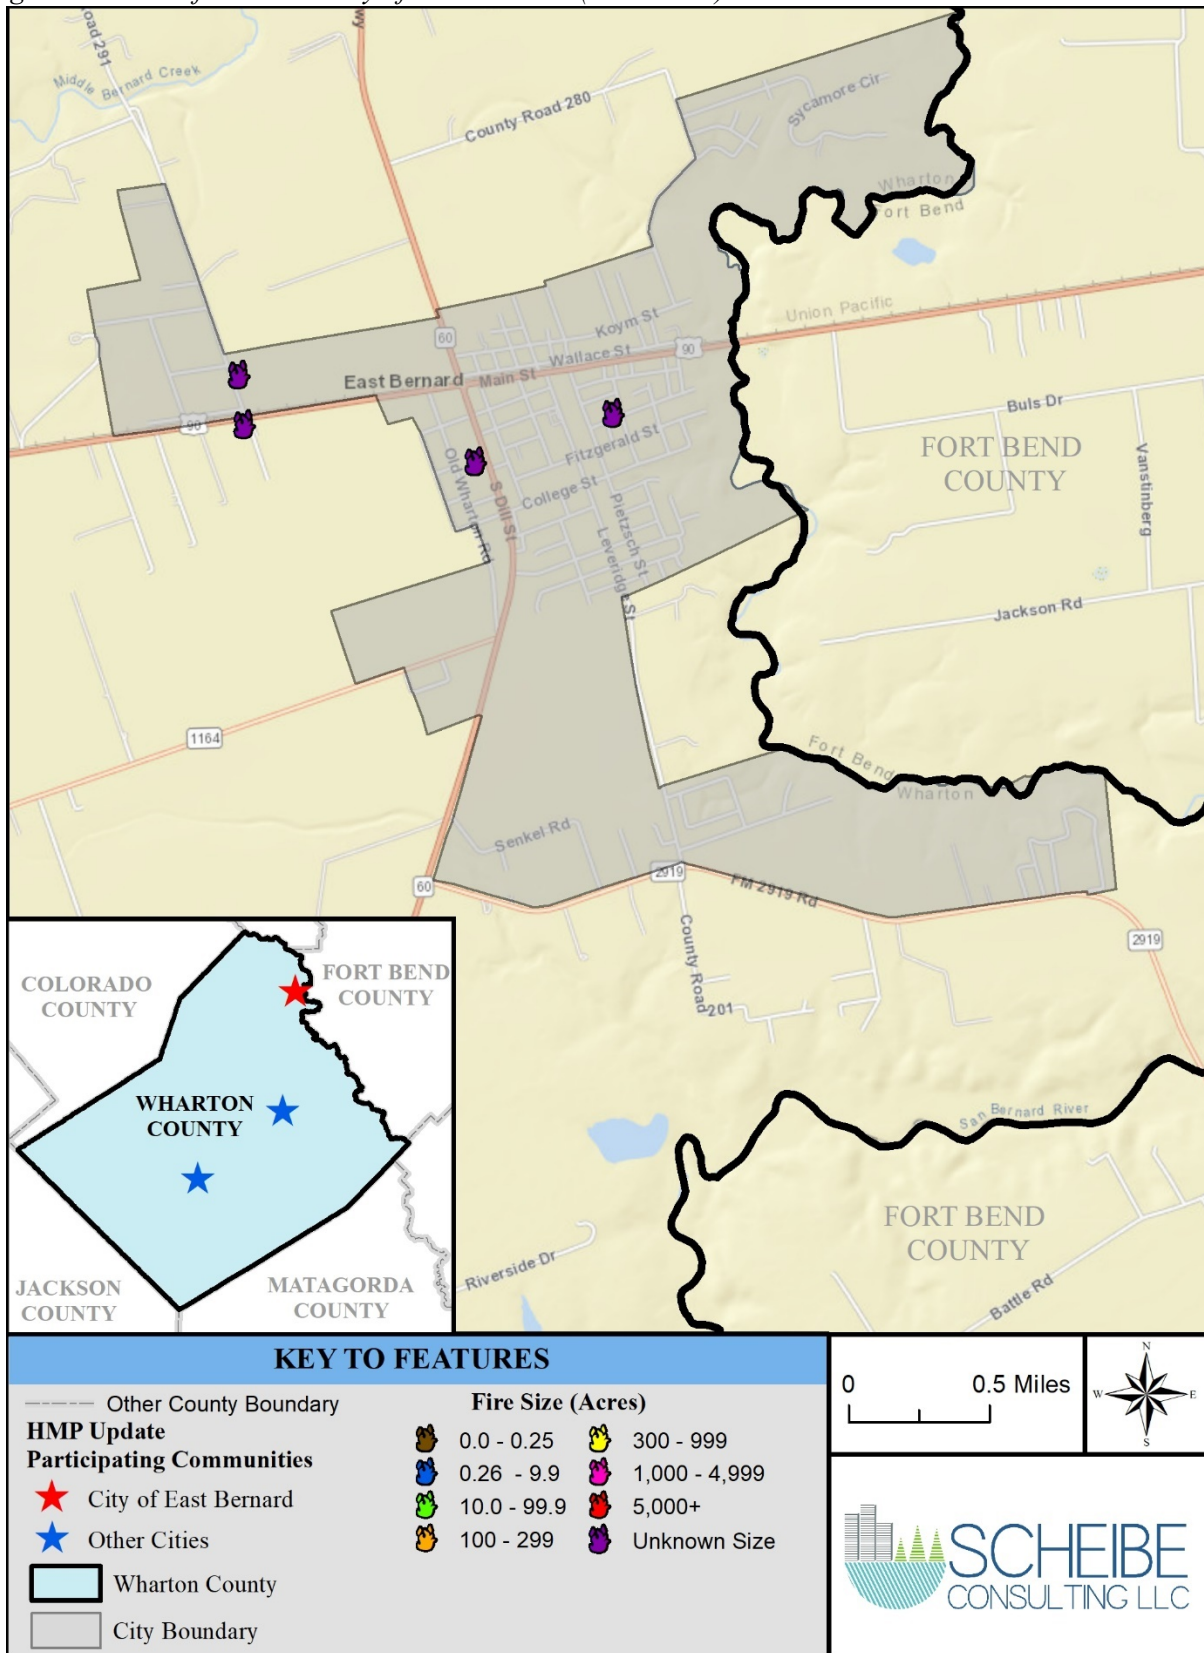 Road 291
wy
Middle Bernard Creek
County Road 280
Sycamore Cir
Wharton
Fort Bend
Union Pacific
60
Koym St
Wallace St
90
East Bernard
Main St
90
Buls Dr
FORT BEND
COUNTY
Vanstinberg
Fitzgerald St
Old Wharton Rd
S Dill St
College St
Pietzsch St
Leveridge St
Jackson Rd
1164
Fort Bend
Wharton
Senkel Rd
60
2919
FM 2919 Rd
2919
County Road
201
San Bernard River
FORT BEND
COUNTY
Riverside Dr
Battle Rd
COLORADO
COUNTY
FORT BEND
COUNTY
WHARTON
COUNTY
JACKSON
COUNTY
MATAGORDA
COUNTY
KEY TO FEATURES
Other County Boundary
HMP Update
Participating Communities
City of East Bernard
Other Cities
Wharton County
City Boundary
Fire Size (Acres)
0.0 - 0.25
0.26 - 9.9
10.0 - 99.9
100 - 299
300 - 999
1,000 - 4,999
5,000+
Unknown Size
0 0.5 Miles
N
W E
S
SCHEIBE
CONSULTING LLC